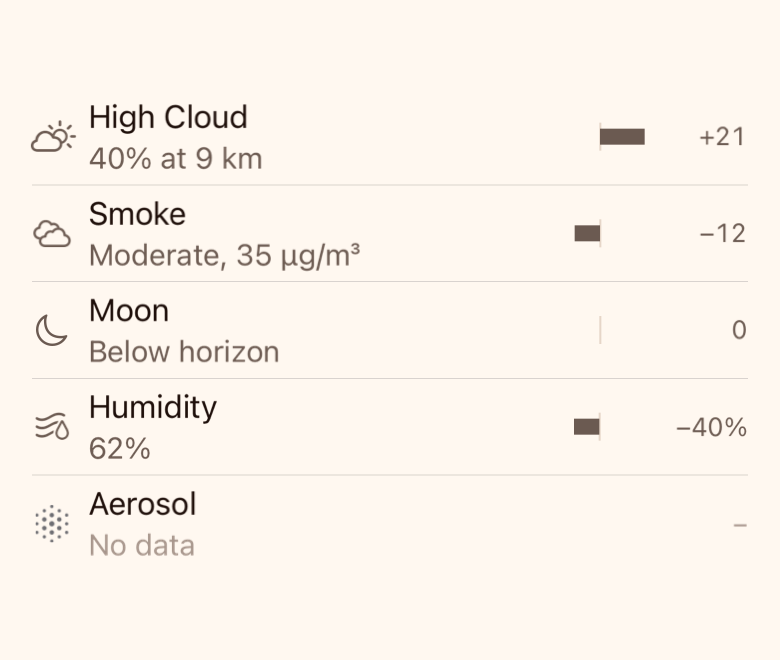 High Cloud
40% at 9 km
+21
Smoke
Moderate, 35 µg/m³
−12
Moon
Below horizon
0
Humidity
62%
−40%
Aerosol
No data
–